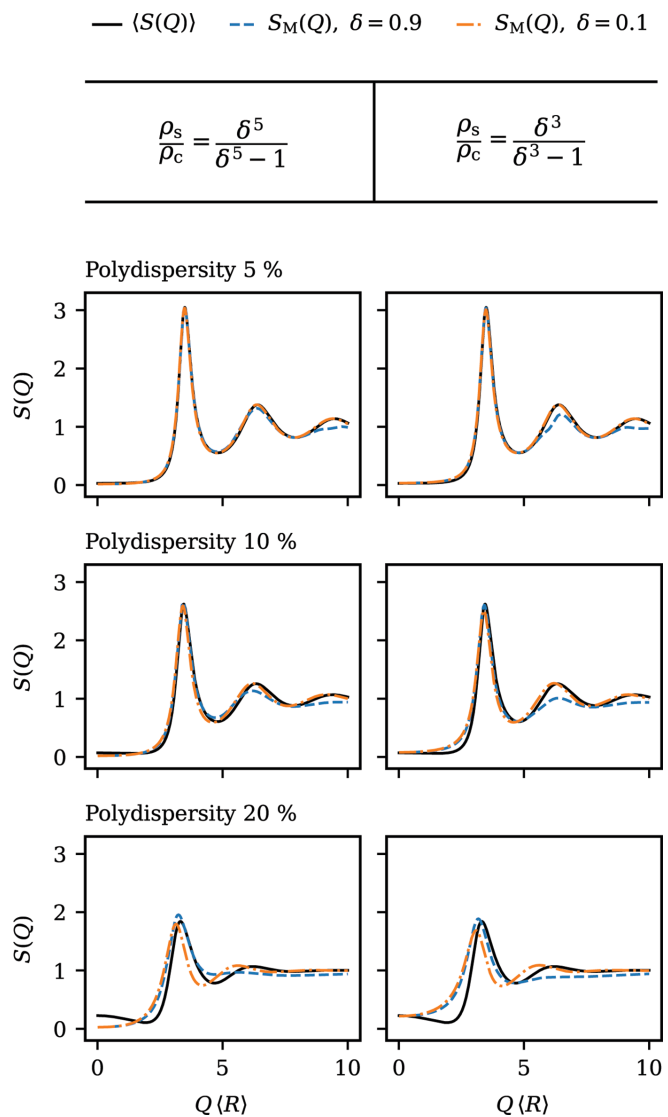 ⟨S(Q)⟩ S_M(Q), δ = 0.9 S_M(Q), δ = 0.1
ρ_s/ρ_c = δ^5/(δ^5 − 1) ρ_s/ρ_c = δ^3/(δ^3 − 1)
Polydispersity 5 %
3
2
1
0
S(Q)
Polydispersity 10 %
3
2
1
0
S(Q)
Polydispersity 20 %
3
2
1
0
S(Q)
0 5 10 0 5 10
Q⟨R⟩ Q⟨R⟩